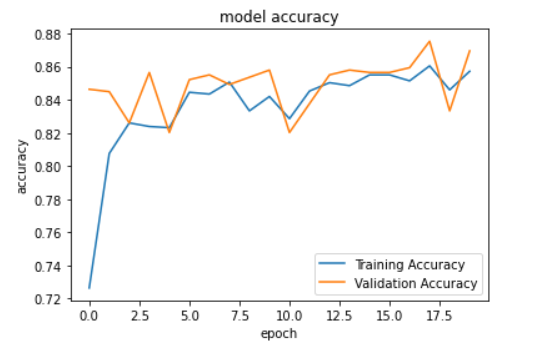 model accuracy
0.88
0.86
0.84
0.82
0.80
0.78
0.76
0.74
0.72
accuracy
Training Accuracy
Validation Accuracy
0.0 2.5 5.0 7.5 10.0 12.5 15.0 17.5
epoch